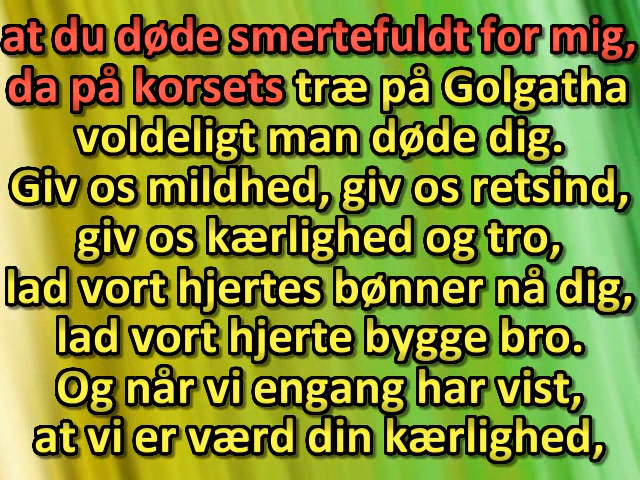 at du døde smertefuldt for mig,
da på korsets træ på Golgatha
voldeligt man døde dig.
Giv os mildhed, giv os retsind,
giv os kærlighed og tro,
lad vort hjertes bønner nå dig,
lad vort hjerte bygge bro.
Og når vi engang har vist,
at vi er værd din kærlighed,